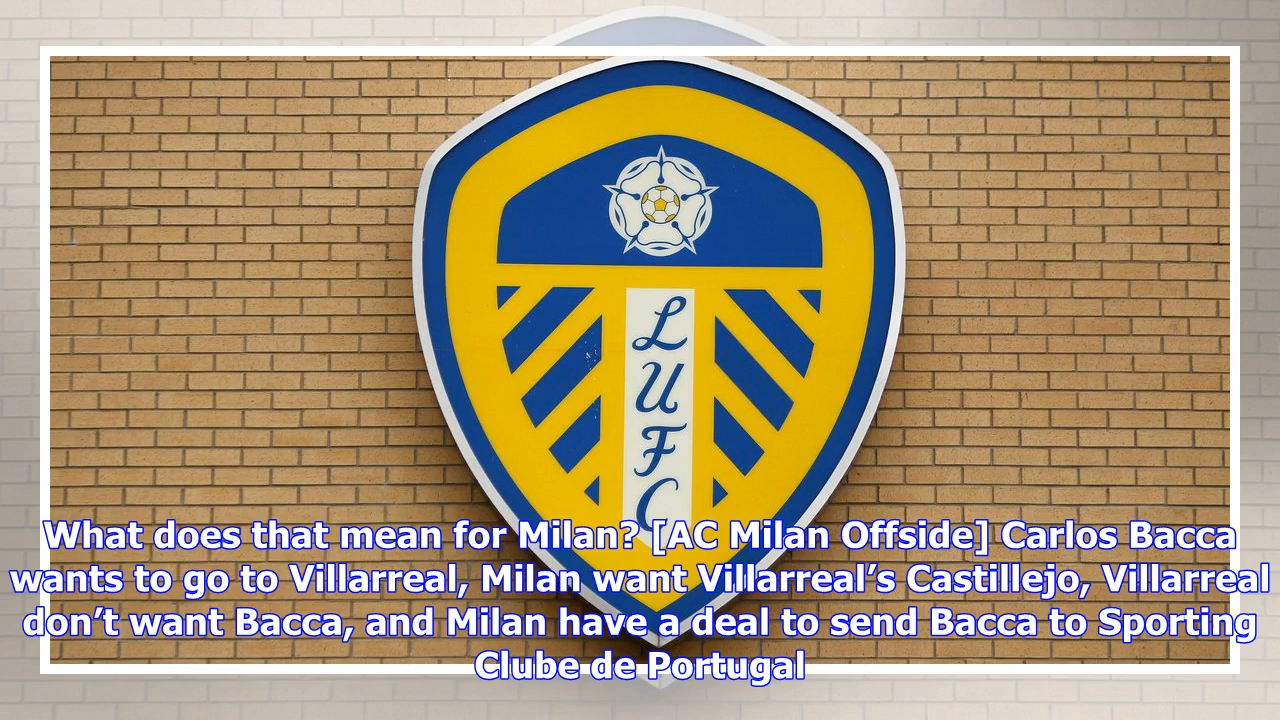 L
U
F
C
What does that mean for Milan? [AC Milan Offside] Carlos Bacca
wants to go to Villarreal, Milan want Villarreal’s Castillejo, Villarreal
don’t want Bacca, and Milan have a deal to send Bacca to Sporting
Clube de Portugal